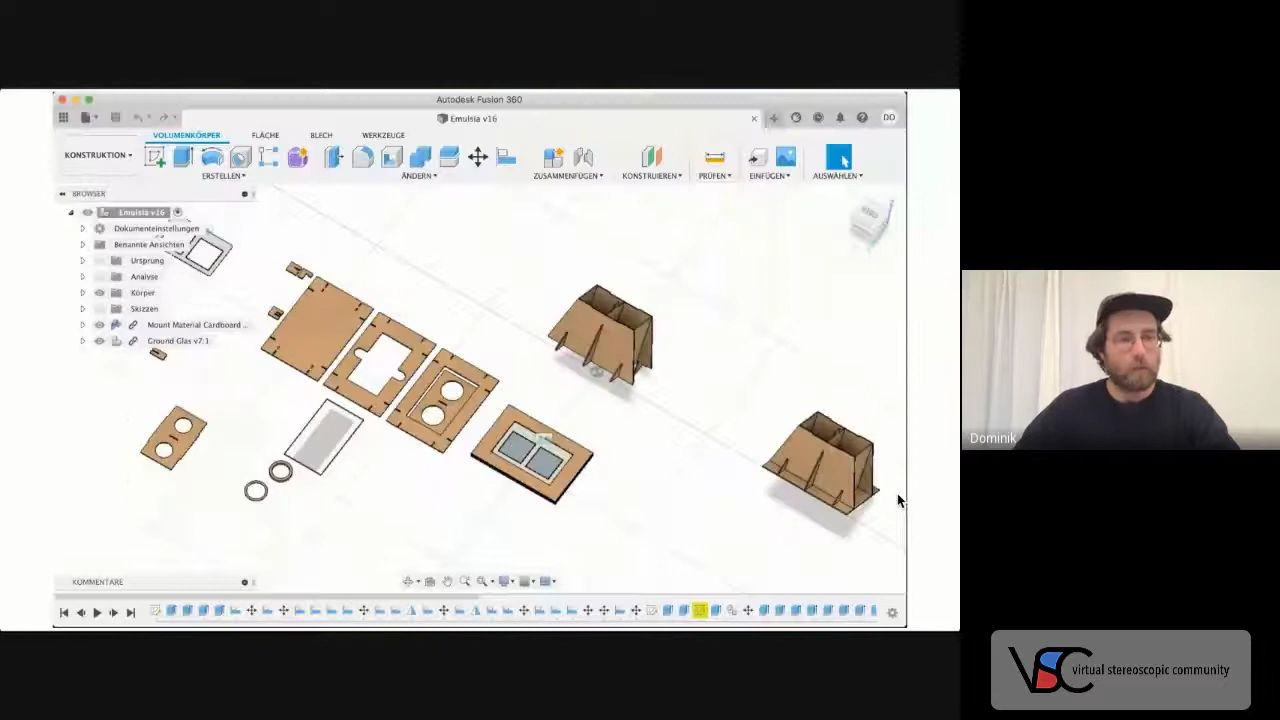 Autodesk Fusion 360
Emulsia v16
DO
KONSTRUKTION
VOLUMENKÖRPER
FLÄCHE
BLECH
WERKZEUGE
ERSTELLEN
ÄNDERN
ZUSAMMENFÜGEN
KONSTRUIEREN
PRÜFEN
EINFÜGEN
AUSWÄHLEN
BROWSER
Emulsia v16
Dokumenteinstellungen
Benannte Ansichten
Ursprung
Analyse
Körper
Skizzen
Mount Material Cardboard ...
Ground Glas v7:1
KOMMENTARE
Dominik
VSC virtual stereoscopic community